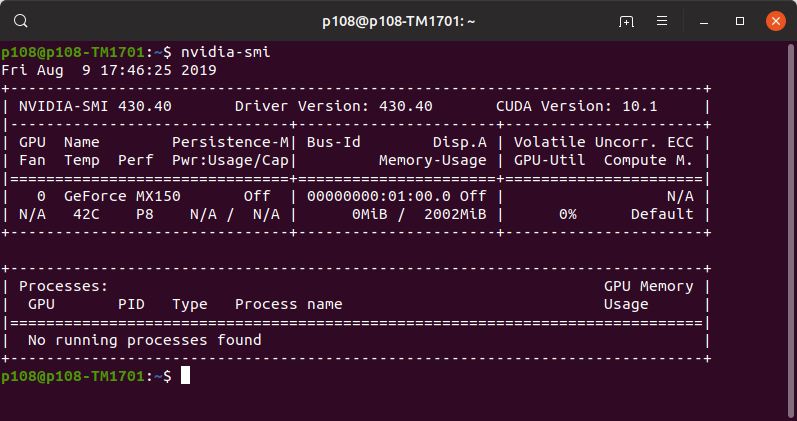 p108@p108-TM1701: ~
p108@p108-TM1701:~$ nvidia-smi
Fri Aug  9 17:46:25 2019
+-----------------------------------------------------------------------------+
| NVIDIA-SMI 430.40       Driver Version: 430.40       CUDA Version: 10.1     |
|-------------------------------+----------------------+----------------------+
| GPU  Name        Persistence-M| Bus-Id        Disp.A | Volatile Uncorr. ECC |
| Fan  Temp  Perf  Pwr:Usage/Cap|         Memory-Usage | GPU-Util  Compute M. |
|===============================+======================+======================|
|   0  GeForce MX150       Off  | 00000000:01:00.0 Off |                  N/A |
| N/A   42C    P8    N/A /  N/A |      0MiB /  2002MiB |      0%      Default |
+-------------------------------+----------------------+----------------------+

+-----------------------------------------------------------------------------+
| Processes:                                                       GPU Memory |
|  GPU       PID   Type   Process name                             Usage      |
|=============================================================================|
|  No running processes found                                                 |
+-----------------------------------------------------------------------------+
p108@p108-TM1701:~$